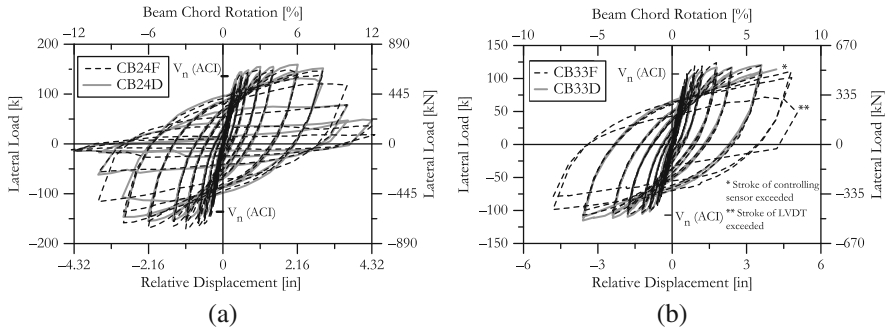 Beam Chord Rotation [%]
−12 −6 0 6 12
200 890
CB24F
CB24D
Vn (ACI)
100 445
0 0
−100 −445
Vn (ACI)
−200 −890
−4.32 −2.16 0 2.16 4.32
Lateral Load [k]
Lateral Load [kN]
Relative Displacement [in]
(a)
Beam Chord Rotation [%]
−10 −5 0 5 10
150 670
CB33F
CB33D
Vn (ACI)
*
100
50 335
**
0 0
−50 −335
* Stroke of controlling
sensor exceeded
−100
Vn (ACI)
** Stroke of LVDT
exceeded
−150 −670
−6 −3 0 3 6
Lateral Load [k]
Lateral Load [kN]
Relative Displacement [in]
(b)